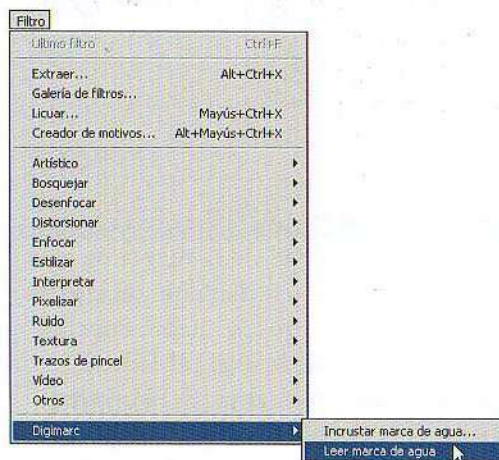 Filtro
Último filtro Ctrl+F
Extraer... Alt+Ctrl+X
Galería de filtros...
Licuar... Mayús+Ctrl+X
Creador de motivos... Alt+Mayús+Ctrl+X
Artístico
Bosquejar
Desenfocar
Distorsionar
Enfocar
Estilizar
Interpretar
Pixelizar
Ruido
Textura
Trazos de pincel
Vídeo
Otros
Digimarc
Incrustar marca de agua...
Leer marca de agua